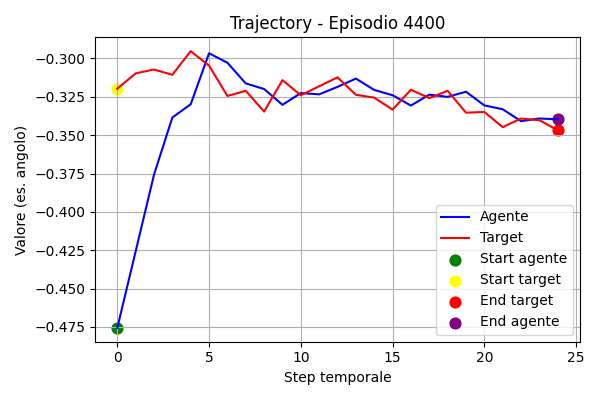 Trajectory - Episodio 4400
Valore (es. angolo)
−0.300
−0.325
−0.350
−0.375
−0.400
−0.425
−0.450
−0.475
Agente
Target
Start agente
Start target
End target
End agente
0 5 10 15 20 25
Step temporale